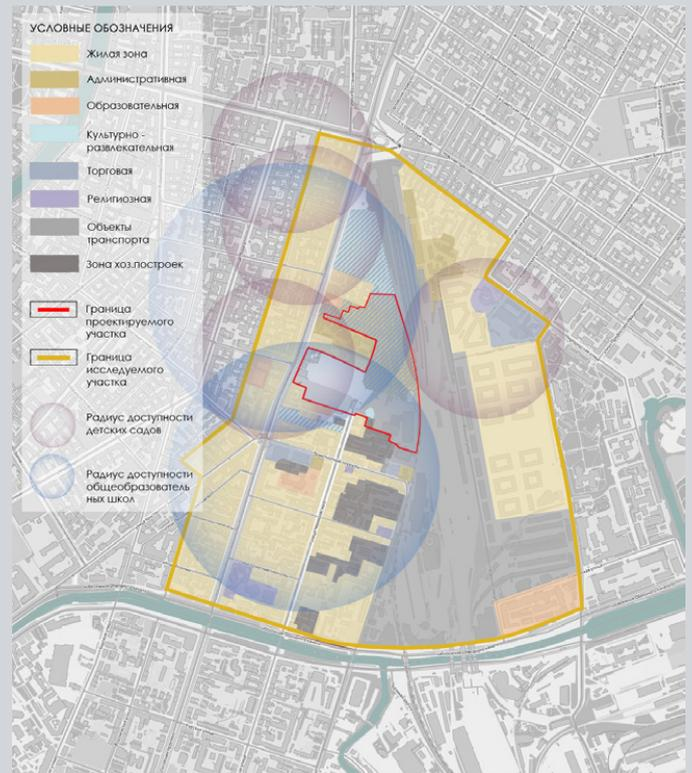 УСЛОВНЫЕ ОБОЗНАЧЕНИЯ
Жилая зона
Административная
Образовательная
Культурно -
развлекательная
Торговая
Религиозная
Объекты
транспорта
Зона хоз.построек
Граница
проектируемого
участка
Граница
исследуемого
участка
Радиус доступности
детских садов
Радиус доступности
общеобразователь
ных школ